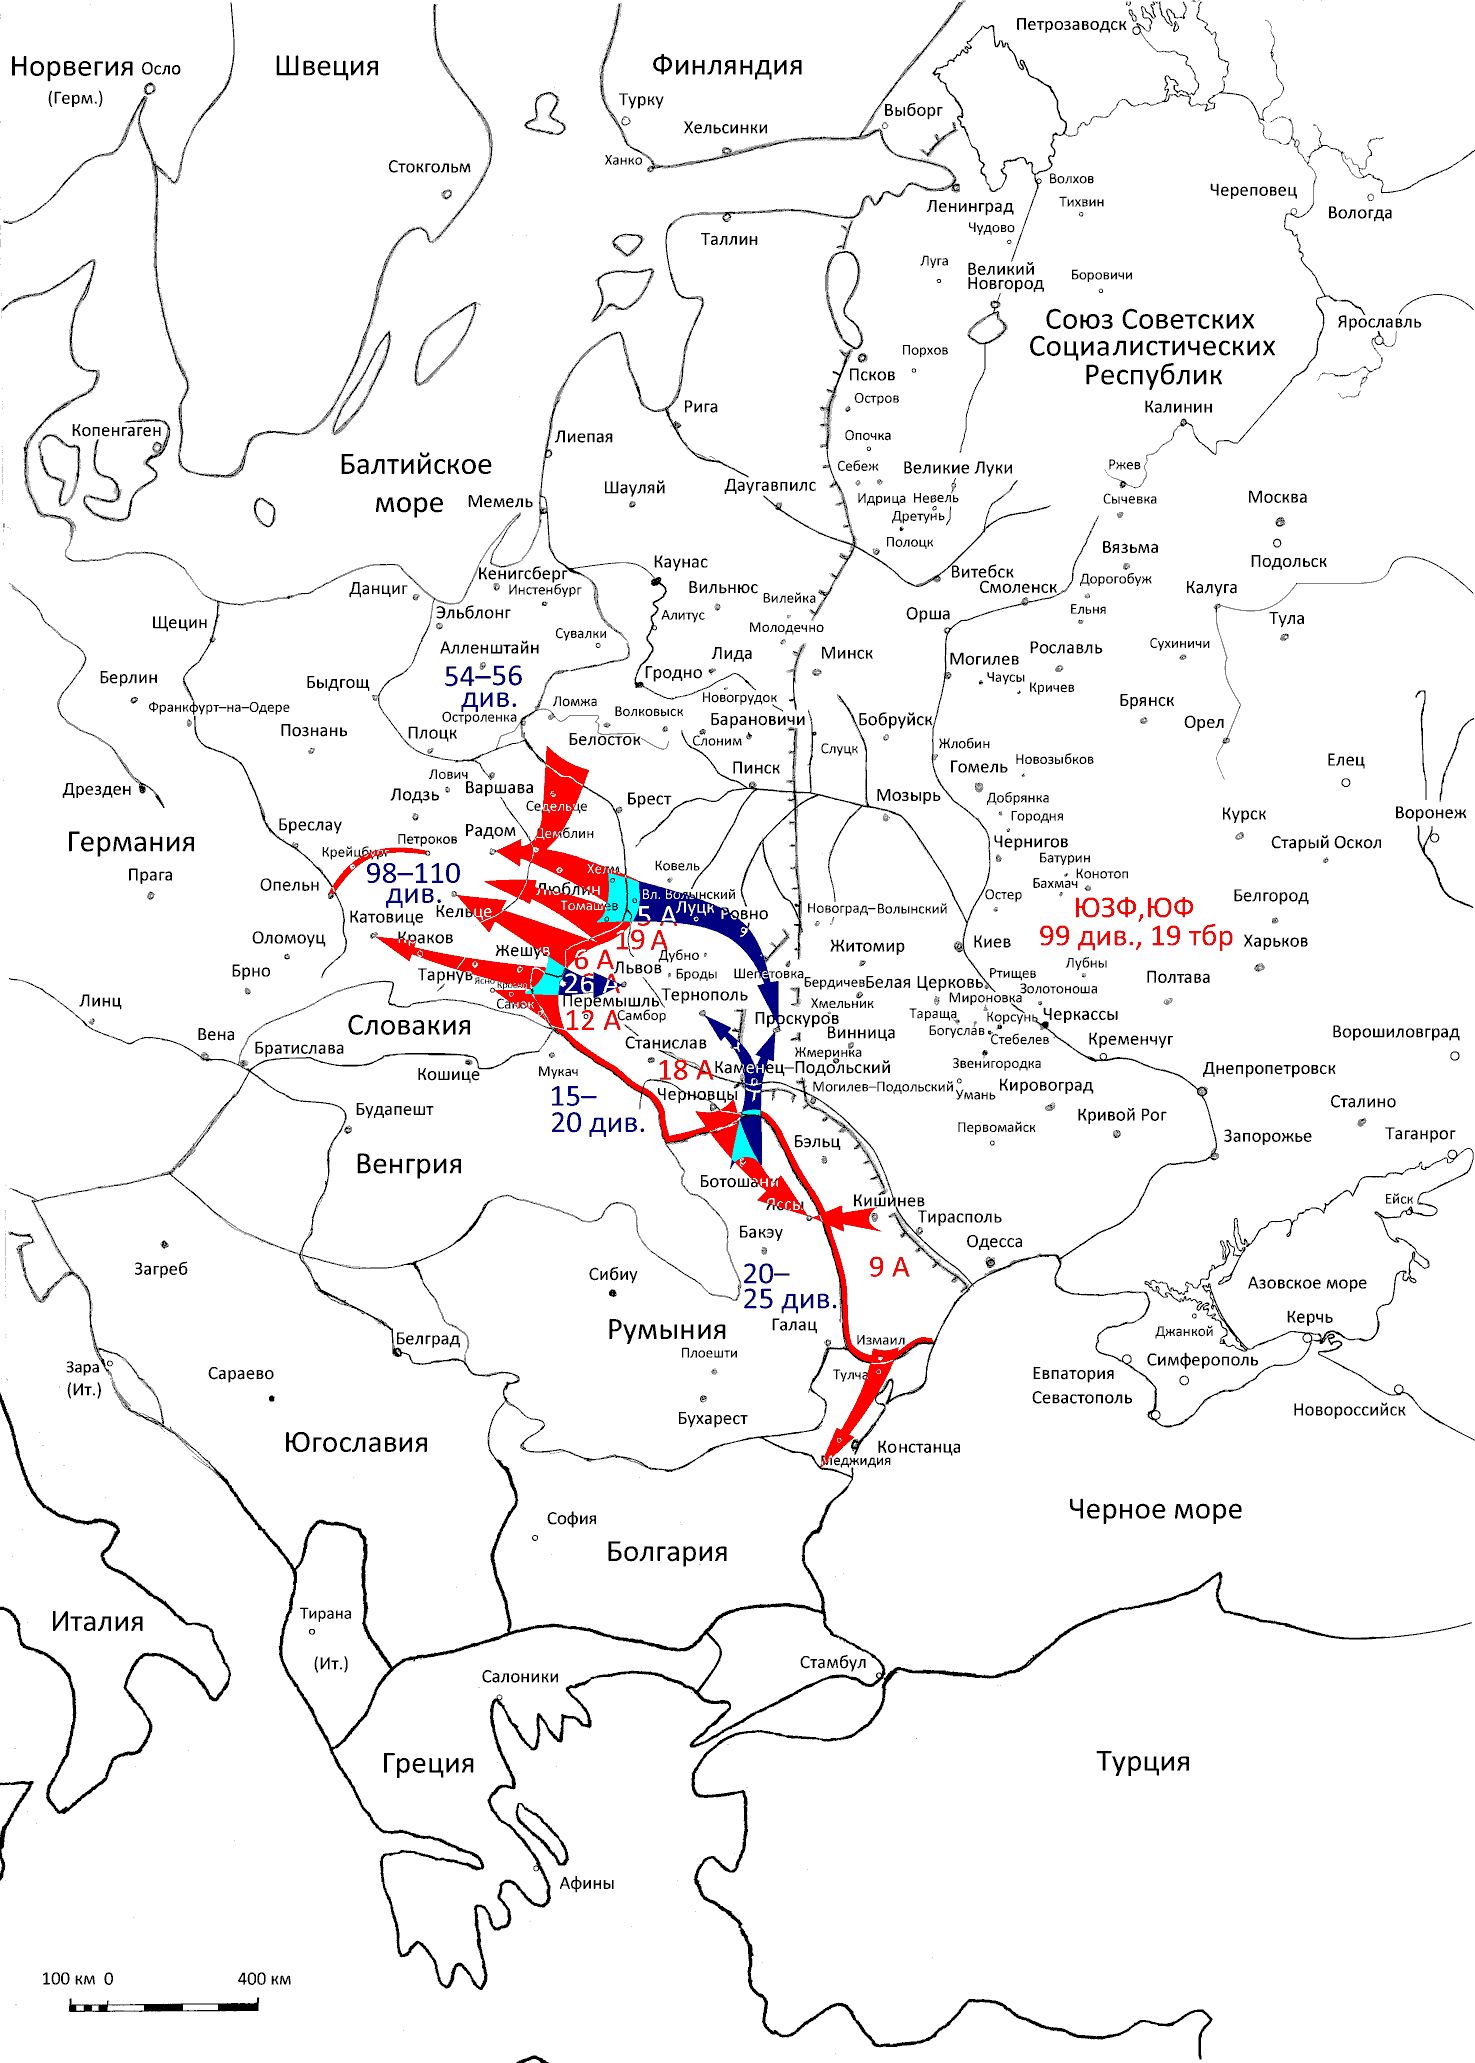 Петрозаводск
Норвегия
Осло
(Герм.)
Швеция
Финляндия
Турку
Хельсинки
Ханко
Выборг
Стокгольм
Волхов
Тихвин
Череповец
Вологда
Ленинград
Чудово
Таллин
Луга
Великий
Новгород
Боровичи
Союз Советских
Социалистических
Республик
Ярославль
Порхов
Псков
Остров
Калинин
Рига
Копенгаген
Лиепая
Опочка
Балтийское
море
Себеж
Великие Луки
Ржев
Мемель
Шауляй
Даугавпилс
Идрица
Невель
Сычевка
Москва
Дретунь
Полоцк
Вязьма
Подольск
Каунас
Кенигсберг
Инстенбург
Данциг
Вильнюс
Вилейка
Витебск
Смоленск
Дорогобуж
Калуга
Эльблонг
Алитус
Орша
Ельня
Тула
Щецин
Сувалки
Молодечно
Алленштайн
Лида
Минск
Могилев
Рославль
Сухиничи
54–56
див.
Гродно
Чаусы
Кричев
Берлин
Быдгощ
Новогрудок
Брянск
Франкфурт–на–Одере
Остроленка
Ломжа
Волковыск
Барановичи
Бобруйск
Орел
Познань
Плоцк
Белосток
Слоним
Слуцк
Жлобин
Новозыбков
Елец
Гомель
Лович
Варшава
Пинск
Дрезден
Лодзь
Седельце
Брест
Мозырь
Добрянка
Городня
Курск
Воронеж
Германия
Бреслау
Петроков
Радом
Демблин
Чернигов
Старый Оскол
Крейцбург
Батурин
Конотоп
Прага
Опельн
98–110
див.
Хелм
Ковель
Бахмач
Люблин
Вл. Волынский
Остер
Белгород
Катовице
Кельце
Томашев
5 А
Луцк
Ровно
Новоград–Волынский
ЮЗФ,ЮФ
99 див., 19 тбр
Оломоуц
Краков
19 А
Житомир
Киев
Харьков
Жешув
6 А
Дубно
Лубны
Брно
Тарнув
Ясно
Кросно
Львов
Броды
Шепетовка
Бердичев
Белая Церковь
Ртищев
Полтава
26 А
Золотоноша
Линц
Санок
Перемышль
Тернополь
Хмельник
Мироновка
Самбор
Проскуров
Тараща
Корсунь
Черкассы
Словакия
12 А
Винница
Богуслав
Стебелев
Кременчуг
Ворошиловград
Вена
Братислава
Станислав
Жмеринка
Звенигородка
Кошице
Мукач
18 А
Каменец–Подольский
Днепропетровск
15–
20 див.
Черновцы
Могилев–Подольский
Умань
Кировоград
Сталино
Будапешт
Кривой Рог
Первомайск
Запорожье
Таганрог
Венгрия
Бэльц
Ботошани
Яссы
Кишинев
Ейск
Тирасполь
Бакэу
Одесса
Загреб
Сибиу
20–
25 див.
9 А
Азовское море
Румыния
Галац
Измаил
Джанкой
Керчь
Белград
Плоешти
Симферополь
Зара
(Ит.)
Сараево
Тулча
Евпатория
Севастополь
Бухарест
Новороссийск
Югославия
Констанца
Меджидия
Черное море
София
Болгария
Италия
Тирана
(Ит.)
Стамбул
Салоники
Греция
Турция
Афины
100 км 0
400 км